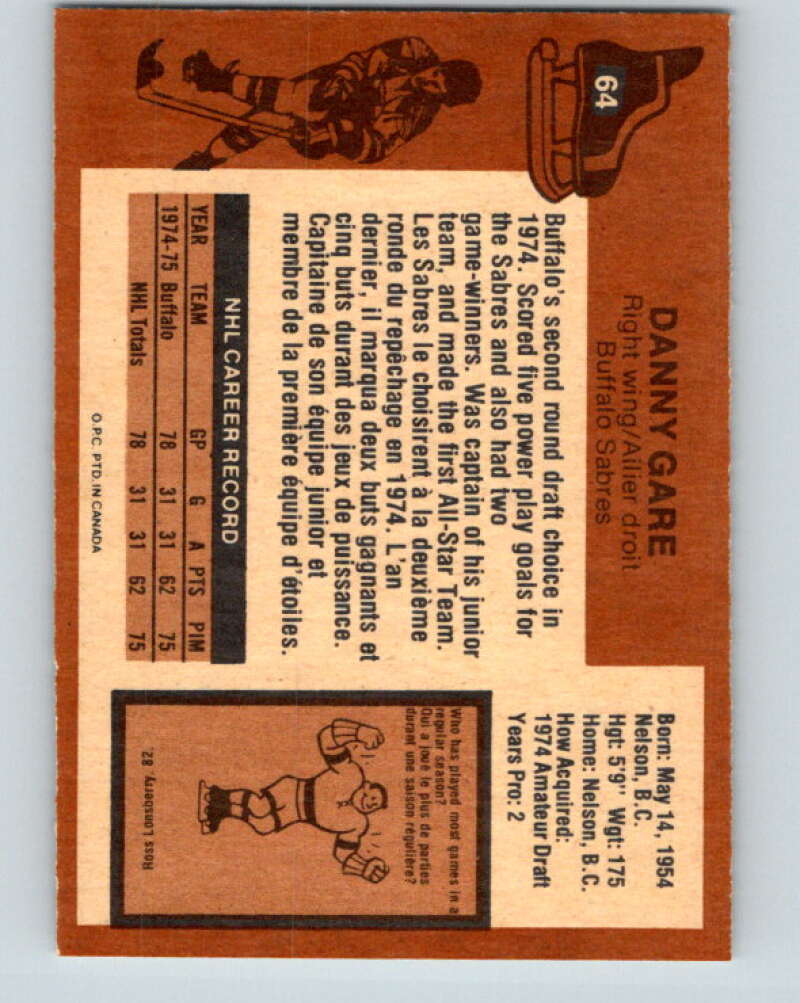 64
DANNY GARE
Right wing/Ailier droit
Buffalo Sabres
Buffalo's second round draft choice in
1974. Scored five power play goals for
the Sabres and also had two
game-winners. Was captain of his junior
team, and made the first All-Star Team.
Les Sabres le choisirent à la deuxième
ronde du repêchage en 1974. L'an
dernier, il marqua deux buts gagnants et
cinq buts durant des jeux de puissance.
Capitaine de son équipe junior et
membre de la première équipe d'étoiles.
NHL CAREER RECORD
YEAR TEAM GP G A PTS PIM
1974-75 Buffalo 78 31 31 62 75
NHL Totals 78 31 31 62 75
O.P.C. PTD. IN CANADA
Born: May 14, 1954
Nelson, B.C.
Hgt: 5'9" Wgt: 175
Home: Nelson, B.C.
How Acquired:
1974 Amateur Draft
Years Pro: 2
Who has played most games in a
regular season?
Qui a joué le plus de parties
durant une saison régulière?
Ross Lonsberry, 82